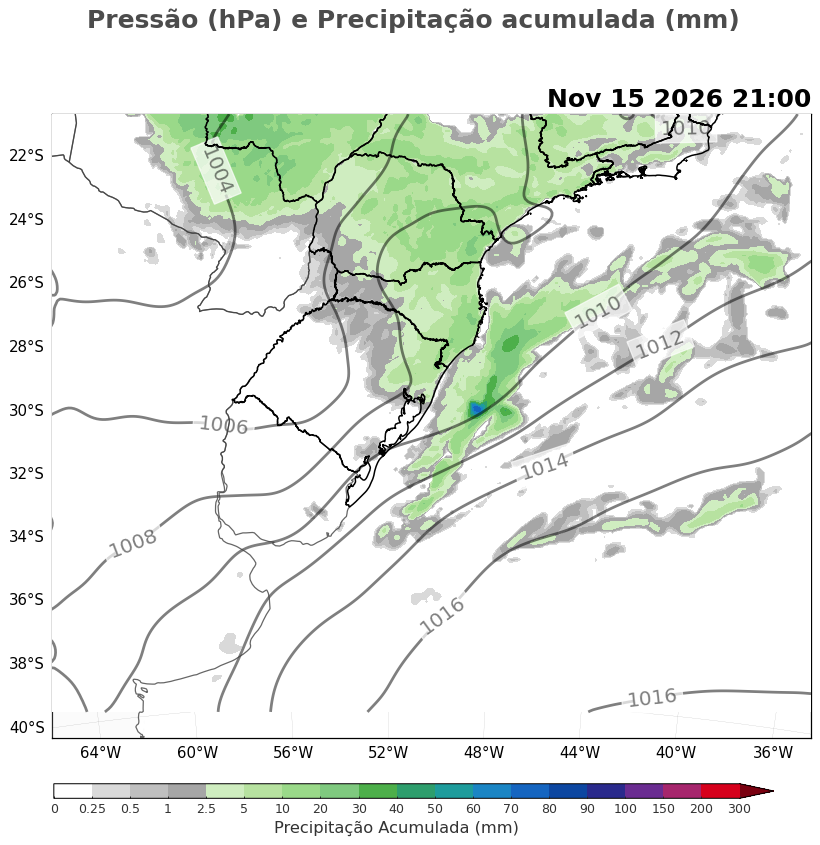 Pressão (hPa) e Precipitação acumulada (mm)
Nov 15 2026 21:00
22°S
24°S
26°S
28°S
30°S
32°S
34°S
36°S
38°S
40°S
1004
1010
1010
1012
1006
1014
1008
1016
1016
64°W 60°W 56°W 52°W 48°W 44°W 40°W 36°W
0 0.25 0.5 1 2.5 5 10 20 30 40 50 60 70 80 90 100 150 200 300
Precipitação Acumulada (mm)